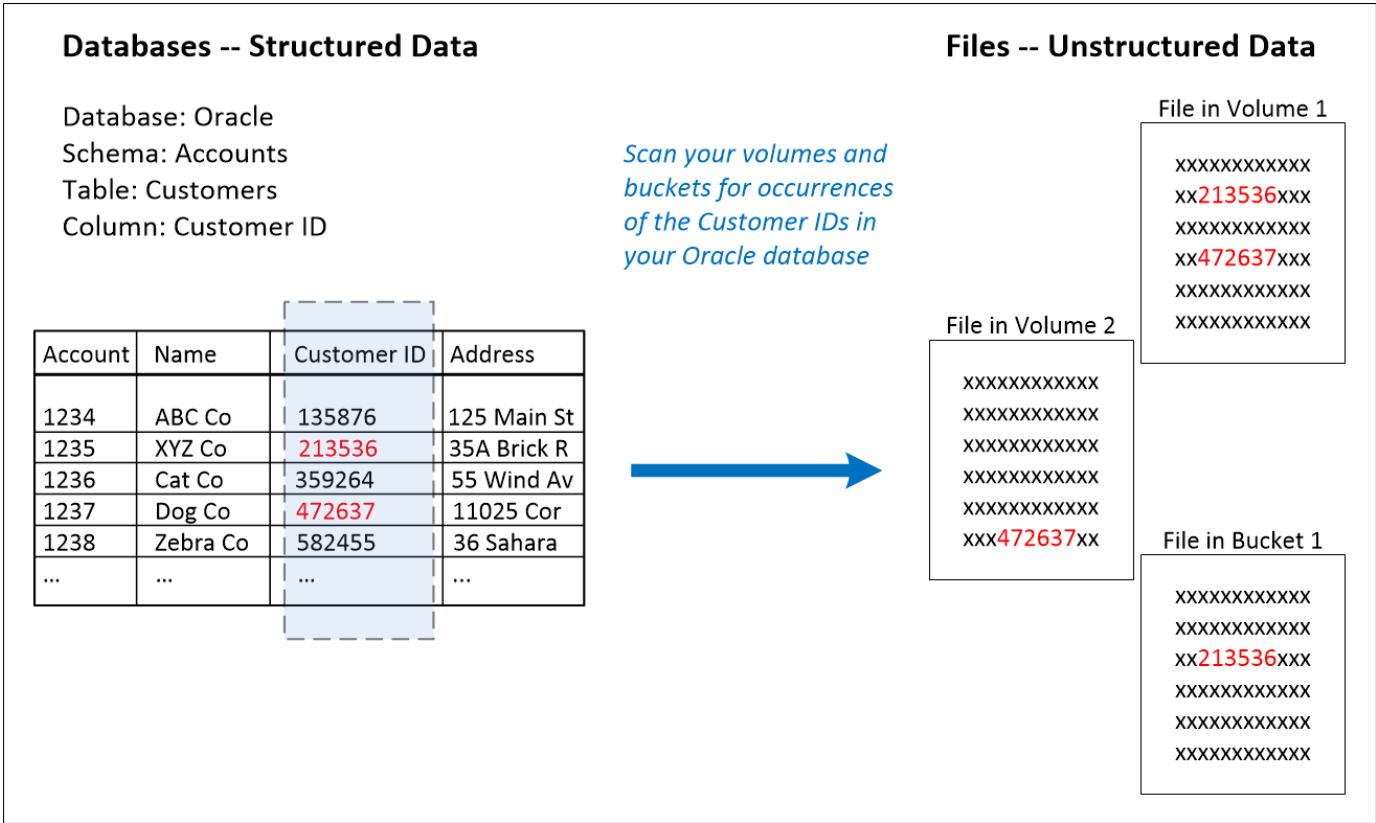 Databases -- Structured Data
Database: Oracle
Schema: Accounts
Table: Customers
Column: Customer ID
Account Name Customer ID Address
1234 ABC Co 135876 125 Main St
1235 XYZ Co 213536 35A Brick R
1236 Cat Co 359264 55 Wind Av
1237 Dog Co 472637 11025 Cor
1238 Zebra Co 582455 36 Sahara
... ... ... ...
Scan your volumes and
buckets for occurrences
of the Customer IDs in
your Oracle database
Files -- Unstructured Data
File in Volume 1
xxxxxxxxxxxx
xx213536xxx
xxxxxxxxxxxx
xx472637xxx
xxxxxxxxxxxx
xxxxxxxxxxxx
File in Volume 2
xxxxxxxxxxxx
xxxxxxxxxxxx
xxxxxxxxxxxx
xxxxxxxxxxxx
xxxxxxxxxxxx
xxx472637xx
File in Bucket 1
xxxxxxxxxxxx
xxxxxxxxxxxx
xx213536xxx
xxxxxxxxxxxx
xxxxxxxxxxxx
xxxxxxxxxxxx